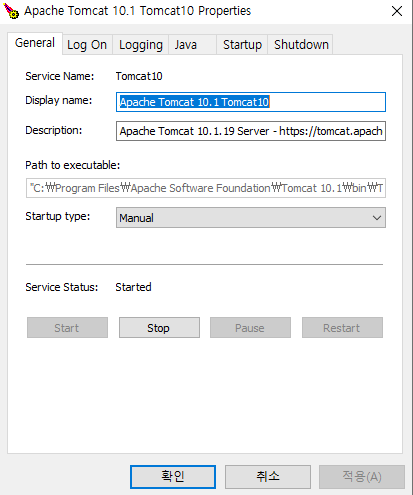 Apache Tomcat 10.1 Tomcat10 Properties
General Log On Logging Java Startup Shutdown
Service Name: Tomcat10
Display name: Apache Tomcat 10.1 Tomcat10
Description: Apache Tomcat 10.1.19 Server - https://tomcat.apach
Path to executable:
"C:₩Program Files₩Apache Software Foundation₩Tomcat 10.1₩bin₩T
Startup type: Manual
Service Status: Started
Start Stop Pause Restart
확인 취소 적용(A)